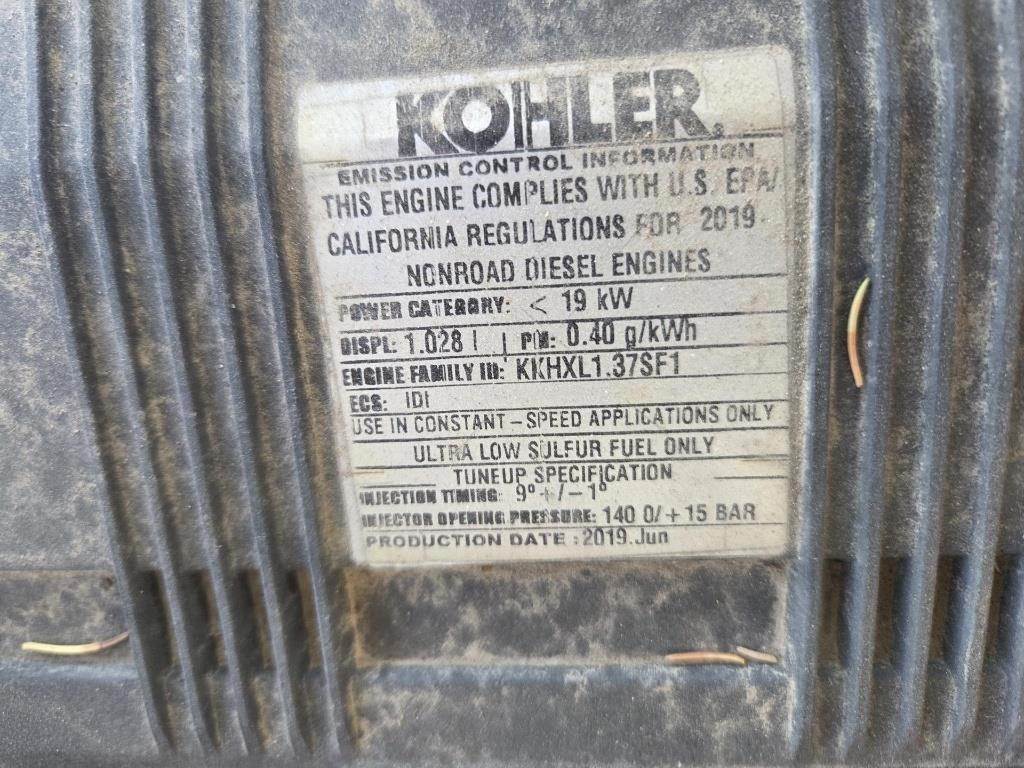 KOHLER®
EMISSION CONTROL INFORMATION
THIS ENGINE COMPLIES WITH U.S. EPA/
CALIFORNIA REGULATIONS FOR 2019
NONROAD DIESEL ENGINES
POWER CATEGORY: < 19 kW
DISPL: 1.028 l | PM: 0.40 g/kWh
ENGINE FAMILY ID: KKHXL1.37SF1
ECS: IDI
USE IN CONSTANT-SPEED APPLICATIONS ONLY
ULTRA LOW SULFUR FUEL ONLY
TUNEUP SPECIFICATION
INJECTION TIMING: 9°+/-1°
INJECTOR OPENING PRESSURE: 140 0/+15 BAR
PRODUCTION DATE: 2019.Jun